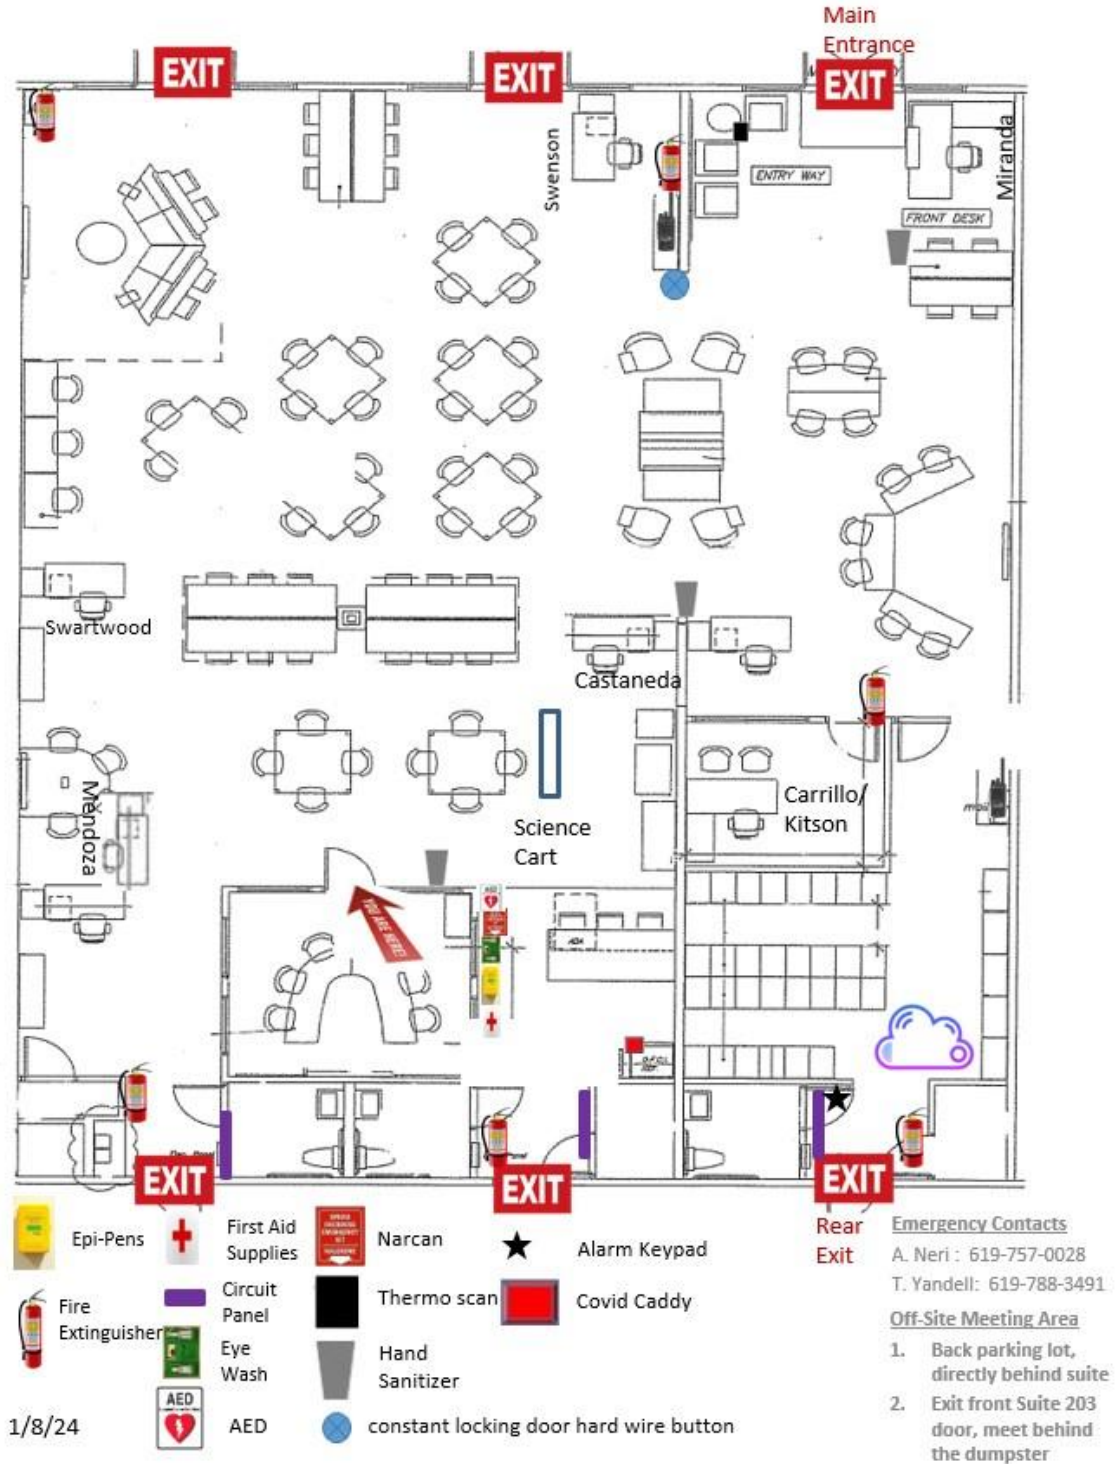 Main
Entrance
EXIT
EXIT
EXIT
Swenson
Miranda
ENTRY WAY
FRONT DESK
Swartwood
Castaneda
Mendoza
Science
Cart
Carrillo/
Kitson
mail
YOU ARE HERE!
AED
ADA
EXIT
EXIT
EXIT
Rear
Exit
Epi-Pens
First Aid
Supplies
Narcan
Alarm Keypad
Circuit
Panel
Thermo scan
Covid Caddy
Fire
Extinguisher
Eye
Wash
Hand
Sanitizer
AED
AED
constant locking door hard wire button
1/8/24
Emergency Contacts
A. Neri : 619-757-0028
T. Yandell: 619-788-3491
Off-Site Meeting Area
1. Back parking lot,
directly behind suite
2. Exit front Suite 203
door, meet behind
the dumpster